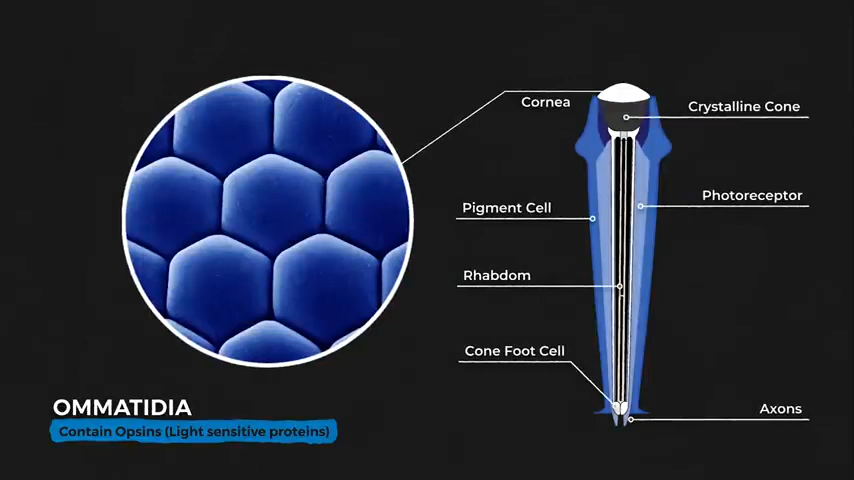 Cornea
Crystalline Cone
Photoreceptor
Pigment Cell
Rhabdom
Cone Foot Cell
Axons
OMMATIDIA
Contain Opsins (Light sensitive proteins)